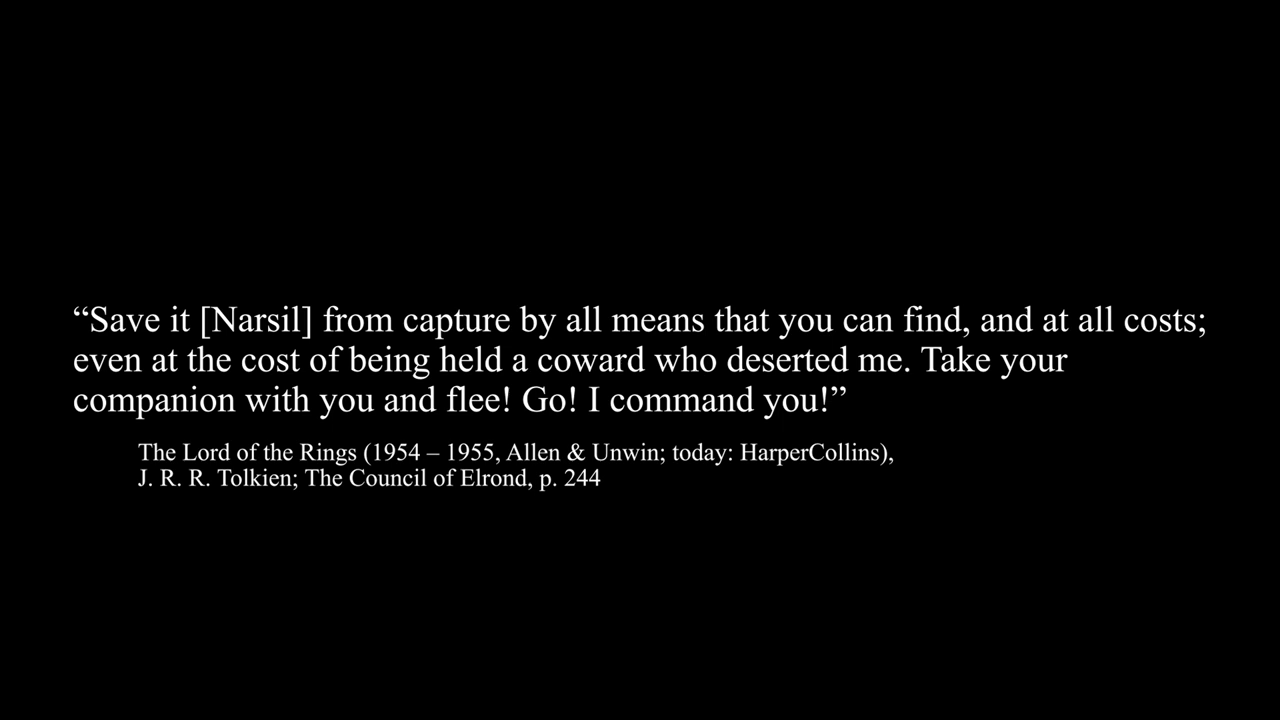 “Save it [Narsil] from capture by all means that you can find, and at all costs;
even at the cost of being held a coward who deserted me. Take your
companion with you and flee! Go! I command you!”
The Lord of the Rings (1954 – 1955, Allen & Unwin; today: HarperCollins),
J. R. R. Tolkien; The Council of Elrond, p. 244